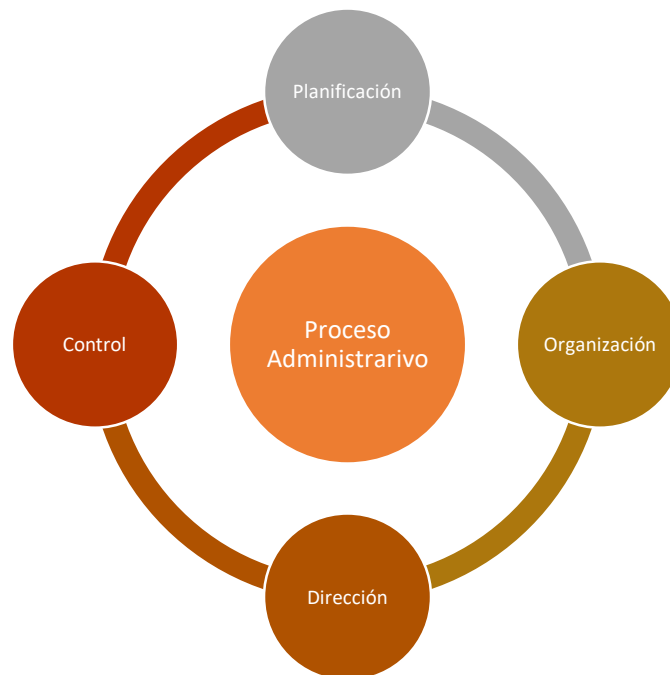 Planificación
Control
Proceso
Administrarivo
Organización
Dirección